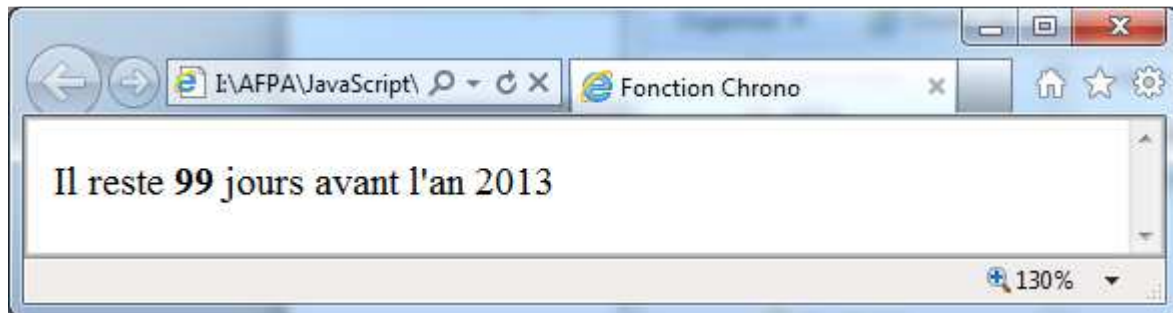 I:\AFPA\JavaScript\
Fonction Chrono
Il reste 99 jours avant l'an 2013
130%